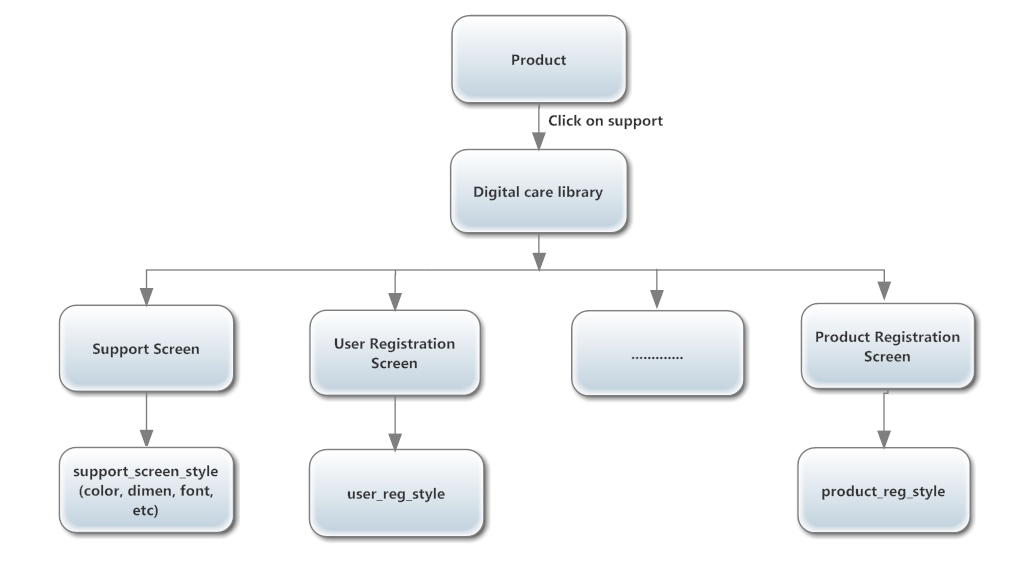 Product
Click on support
Digital care library
Support Screen
User Registration
Screen
.............
Product Registration
Screen
support_screen_style
(color, dimen, font,
etc)
user_reg_style
product_reg_style